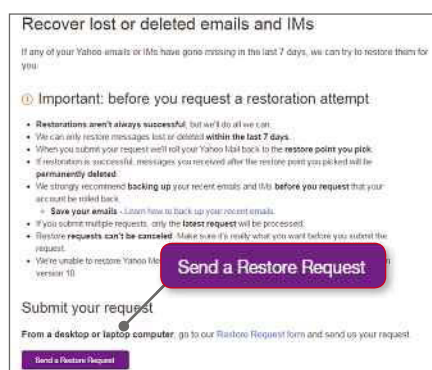 Recover lost or deleted emails and IMs
If any of your Yahoo emails or IMs have gone missing in the last 7 days, we can try to restore them for
you.
Important: before you request a restoration attempt
• Restorations aren't always successful, but we'll do all we can.
• We can only restore messages lost or deleted within the last 7 days.
• When you submit your request we'll roll your Yahoo Mail back to the restore point you pick.
• If restoration is successful, messages you received after the restore point you picked will be
permanently deleted.
• We strongly recommend backing up your recent emails and IMs before you request that your
account be rolled back.
Save your emails - Learn how to back up your recent emails.
• If you submit multiple requests, only the latest request will be processed.
• Restore requests can't be canceled. Make sure it's really what you want before you submit the
request.
• We're unable to restore Yahoo
version 10.
Send a Restore Request
Submit your request
From a desktop or laptop computer, go to our Restore Request form and send us your request.
Send a Restore Request